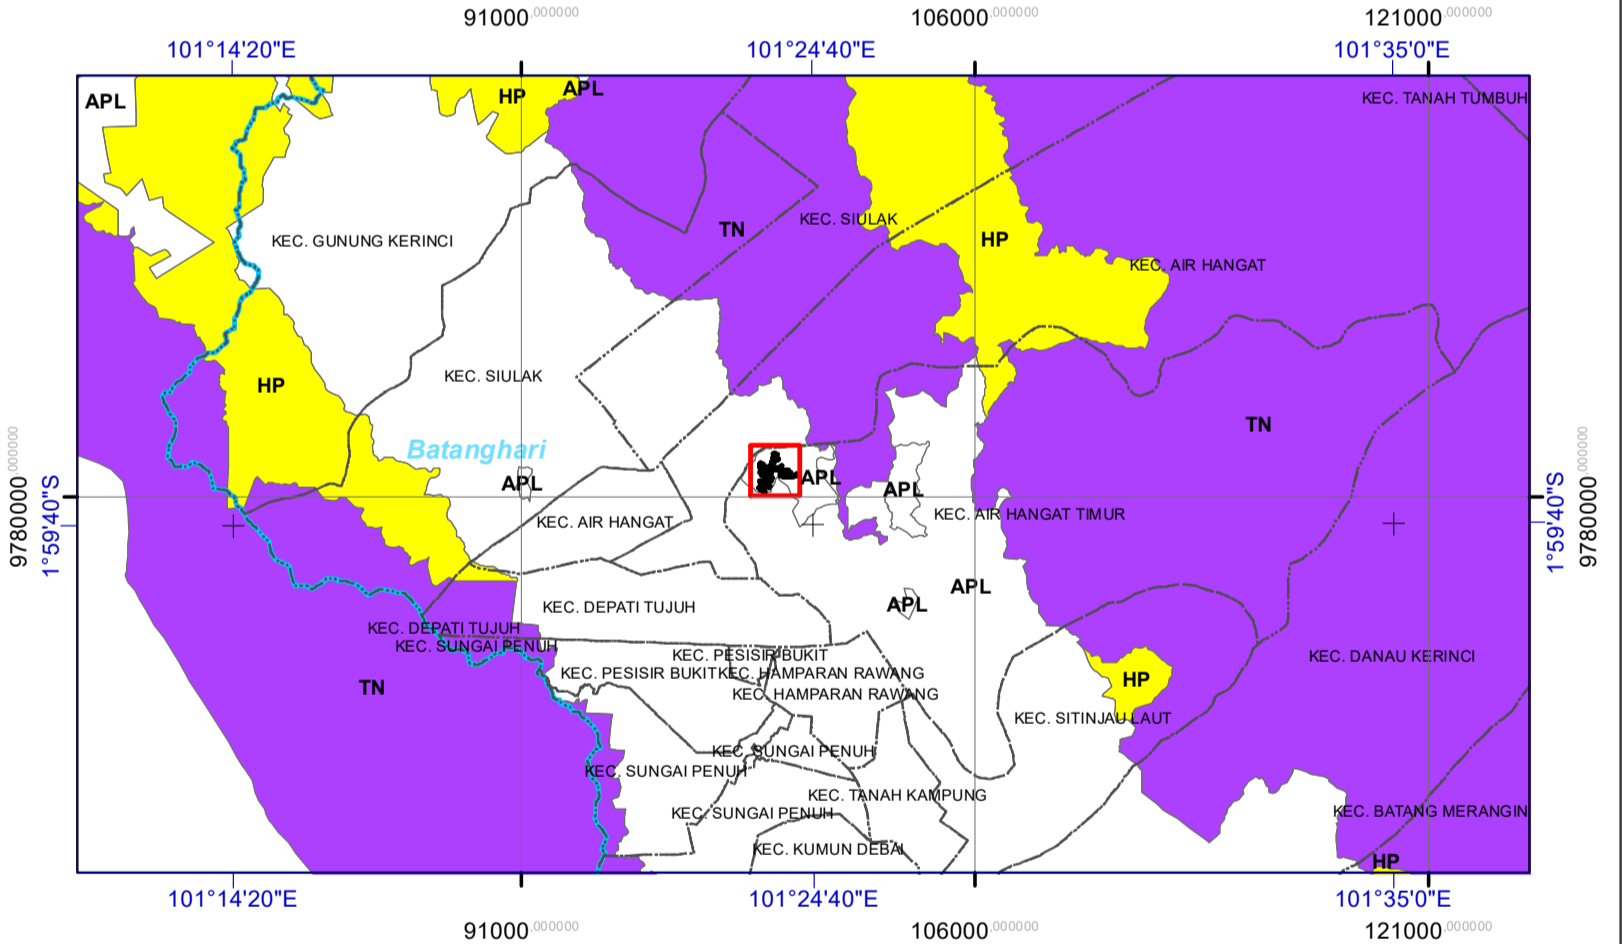 91000,000000 106000,000000 121000,000000
101°14'20"E 101°24'40"E 101°35'0"E
APL HP APL KEC. TANAH TUMBUH
KEC. SIULAK
TN
KEC. GUNUNG KERINCI HP
KEC. AIR HANGAT
KEC. SIULAK
HP
TN
Batanghari
APL APL APL
9780000,000000 1°59'40"S 1°59'40"S 9780000,000000
KEC. AIR HANGAT KEC. AIR HANGAT TIMUR
APL
KEC. DEPATI TUJUH APL
KEC. DEPATI TUJUH
KEC. SUNGAI PENUH
KEC. PESISIR BUKIT KEC. DANAU KERINCI
KEC. PESISIR BUKIT KEC. HAMPARAN RAWANG
TN HP
KEC. HAMPARAN RAWANG
KEC. SITINJAU LAUT
KEC. SUNGAI PENUH
KEC. SUNGAI PENUH
KEC. TANAH KAMPUNG
KEC. SUNGAI PENUH KEC. BATANG MERANGIN
KEC. KUMUN DEBAI
HP
101°14'20"E 101°24'40"E 101°35'0"E
91000,000000 106000,000000 121000,000000